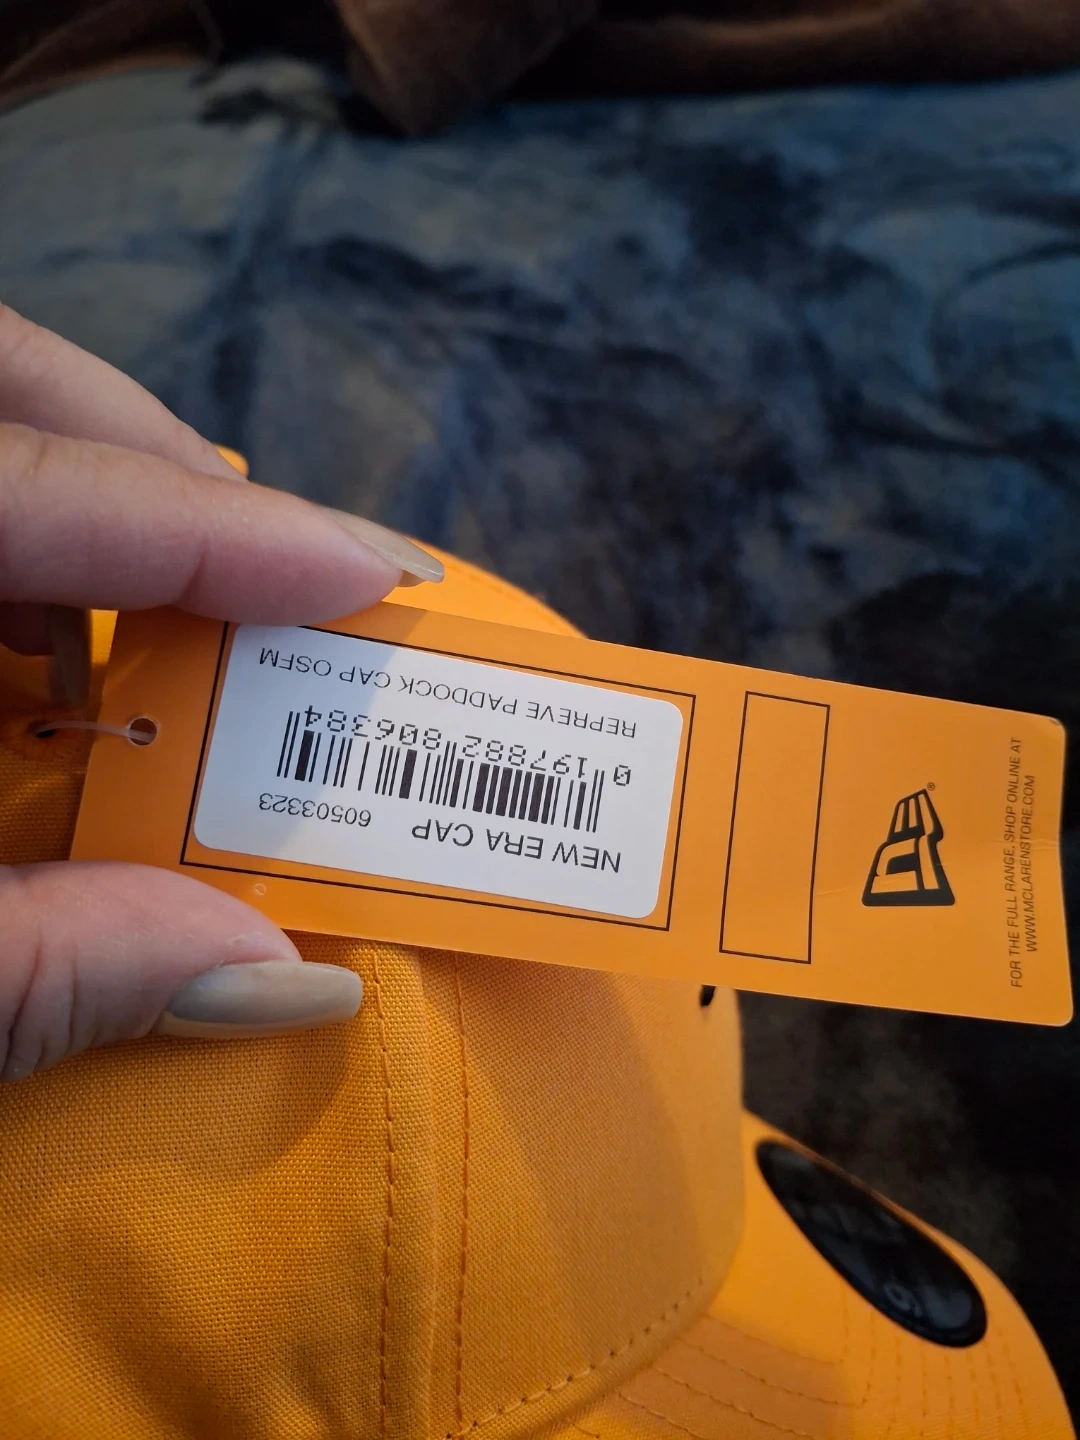 NEW ERA CAP 60503323
0 197882 806384
REPREVE PADDOCK CAP OSFM
NE®
FOR THE FULL RANGE, SHOP ONLINE AT
WWW.MCLARENSTORE.COM